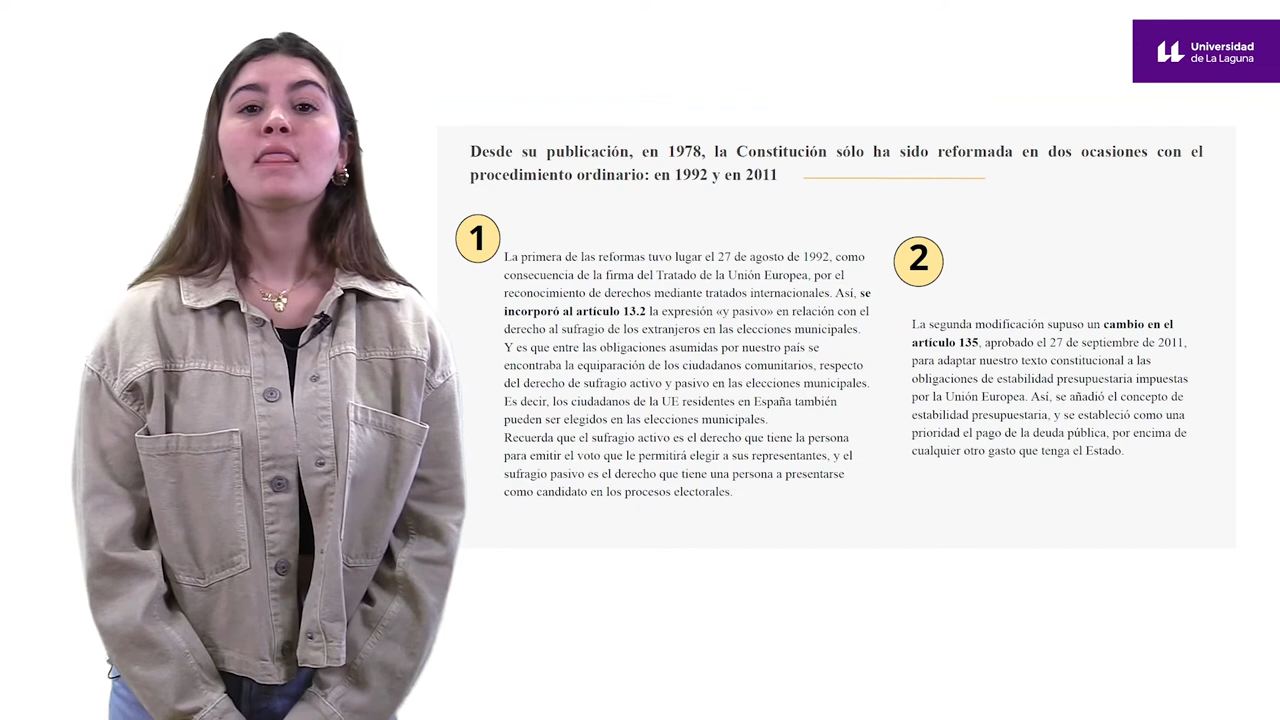 Universidad
de La Laguna
Desde su publicación, en 1978, la Constitución sólo ha sido reformada en dos ocasiones con el
procedimiento ordinario: en 1992 y en 2011
1
La primera de las reformas tuvo lugar el 27 de agosto de 1992, como
consecuencia de la firma del Tratado de la Unión Europea, por el
reconocimiento de derechos mediante tratados internacionales. Así, se
incorporó al artículo 13.2 la expresión «y pasivo» en relación con el
derecho al sufragio de los extranjeros en las elecciones municipales.
Y es que entre las obligaciones asumidas por nuestro país se
encontraba la equiparación de los ciudadanos comunitarios, respecto
del derecho de sufragio activo y pasivo en las elecciones municipales.
Es decir, los ciudadanos de la UE residentes en España también
pueden ser elegidos en las elecciones municipales.
Recuerda que el sufragio activo es el derecho que tiene la persona
para emitir el voto que le permitirá elegir a sus representantes, y el
sufragio pasivo es el derecho que tiene una persona a presentarse
como candidato en los procesos electorales.
2
La segunda modificación supuso un cambio en el
artículo 135, aprobado el 27 de septiembre de 2011,
para adaptar nuestro texto constitucional a las
obligaciones de estabilidad presupuestaria impuestas
por la Unión Europea. Así, se añadió el concepto de
estabilidad presupuestaria, y se estableció como una
prioridad el pago de la deuda pública, por encima de
cualquier otro gasto que tenga el Estado.